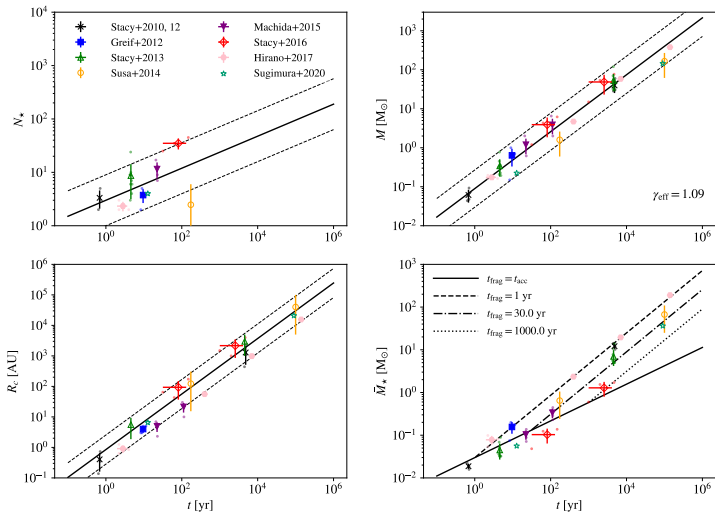 10⁴
10³
10²
10¹
10⁰
N⋆
Stacy+2010, 12
Greif+2012
Stacy+2013
Susa+2014
Machida+2015
Stacy+2016
Hirano+2017
Sugimura+2020
10⁰ 10² 10⁴ 10⁶
10³
10²
10¹
10⁰
10⁻¹
10⁻²
M [M⊙]
γeff = 1.09
10⁰ 10² 10⁴ 10⁶
10⁶
10⁵
10⁴
10³
10²
10¹
10⁰
10⁻¹
Rc [AU]
10⁰ 10² 10⁴ 10⁶
t [yr]
10³
10²
10¹
10⁰
10⁻¹
10⁻²
M̄⋆ [M⊙]
tfrag = tacc
tfrag = 1 yr
tfrag = 30.0 yr
tfrag = 1000.0 yr
10⁰ 10² 10⁴ 10⁶
t [yr]